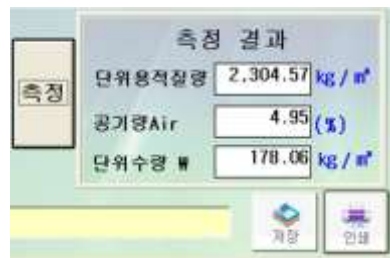 측정 결과
측정
단위용적질량 2,304.57 kg/㎥
공기량Air 4.95 (%)
단위수량 W 178.06 kg/㎥
저장 인쇄